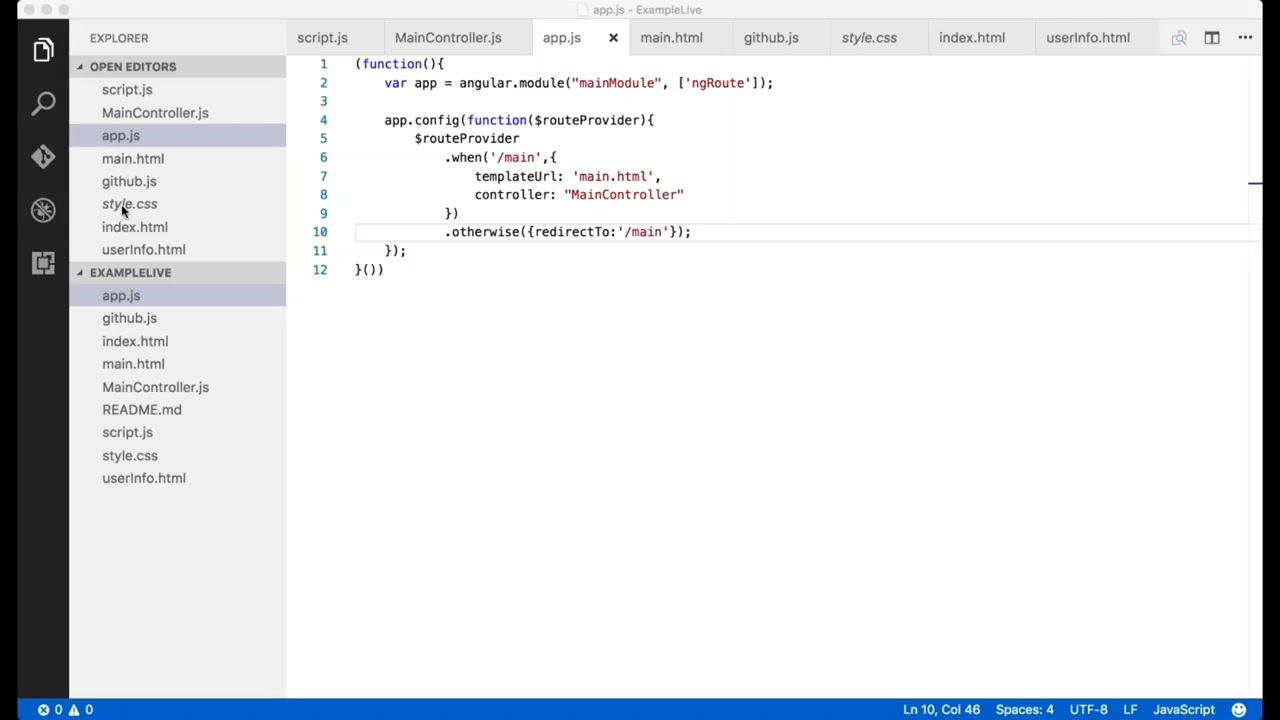 app.js - ExampleLIve
EXPLORER
OPEN EDITORS
script.js
MainController.js
app.js
main.html
github.js
style.css
index.html
userInfo.html
EXAMPLELIVE
app.js
github.js
index.html
main.html
MainController.js
README.md
script.js
style.css
userInfo.html
script.js MainController.js app.js main.html github.js style.css index.html userInfo.html
1 (function(){
2 var app = angular.module("mainModule", ['ngRoute']);
3
4 app.config(function($routeProvider){
5 $routeProvider
6 .when('/main',{
7 templateUrl: 'main.html',
8 controller: "MainController"
9 })
10 .otherwise({redirectTo:'/main'});
11 });
12 }())
0 0 Ln 10, Col 46 Spaces: 4 UTF-8 LF JavaScript